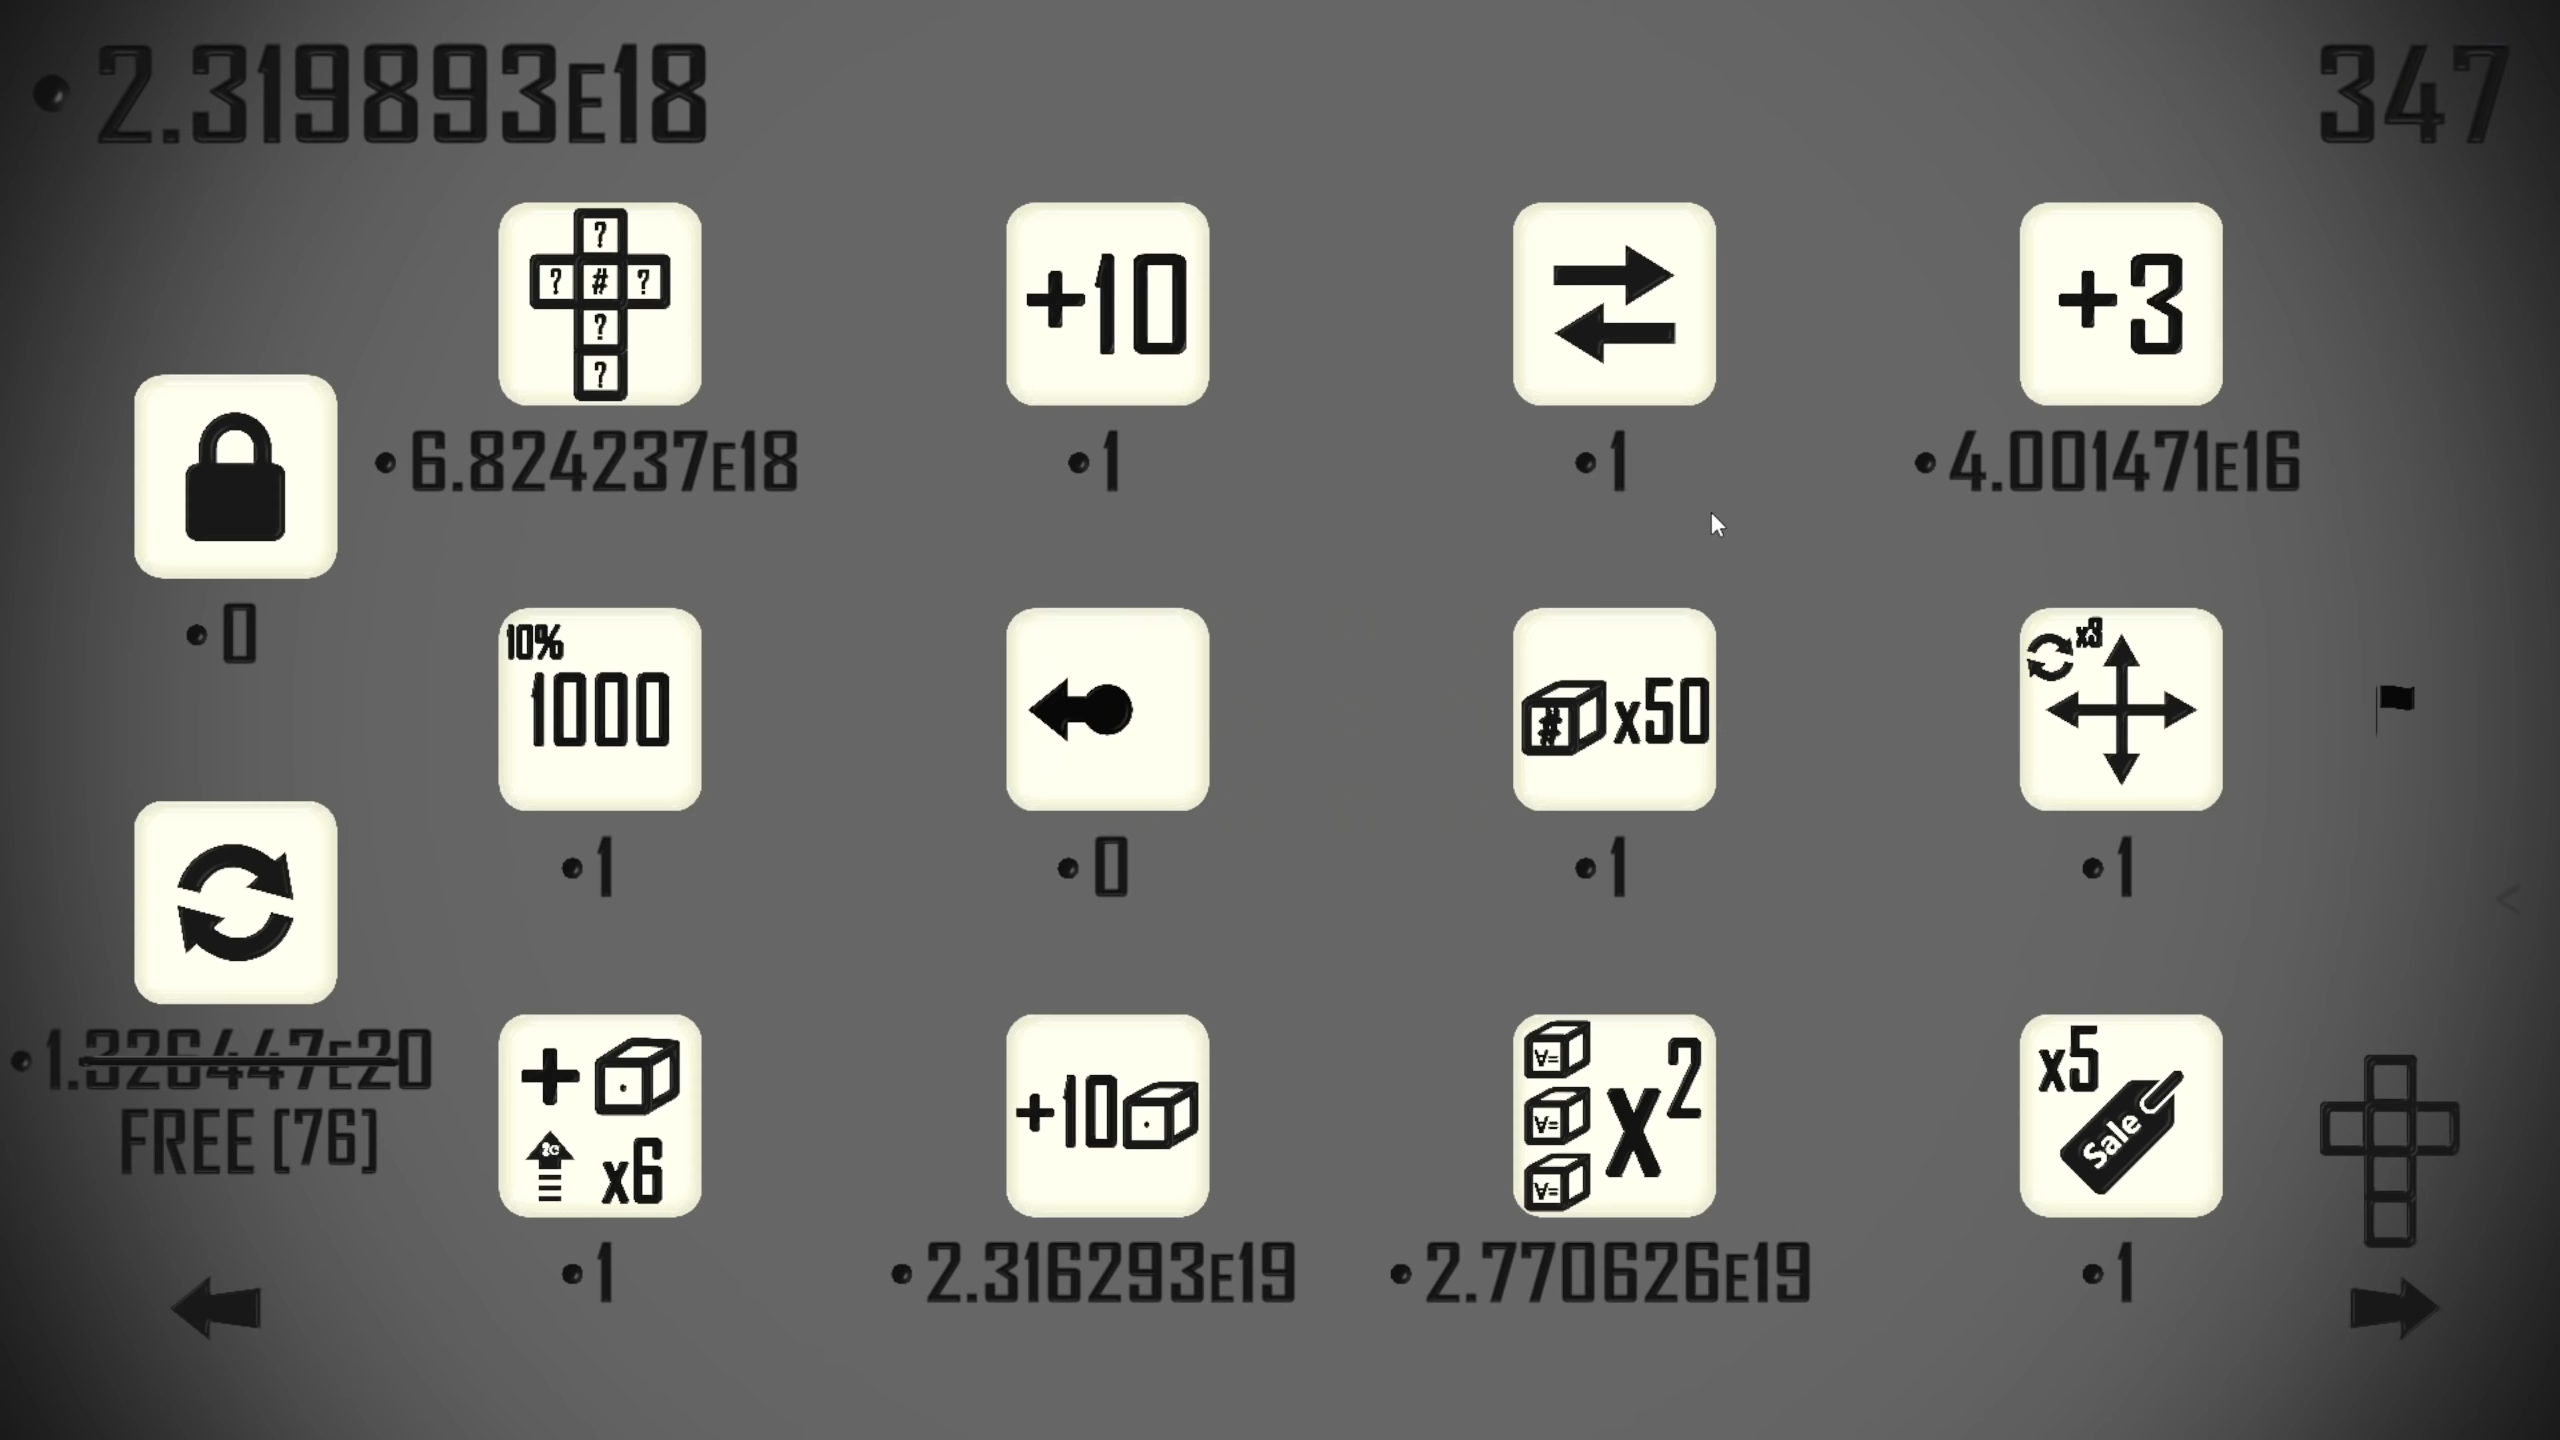 2.319893E18
347
?
? # ?
?
?
6.824237E18
+10
1
1
+3
4.001471E16
0
10%
1000
1
0
# x50
1
x3
1
1.326447E20
FREE [76]
+
x6
1
+10
2.316293E19
∀=
∀=
∀=
x2
2.770626E19
x5
Sale
1
<